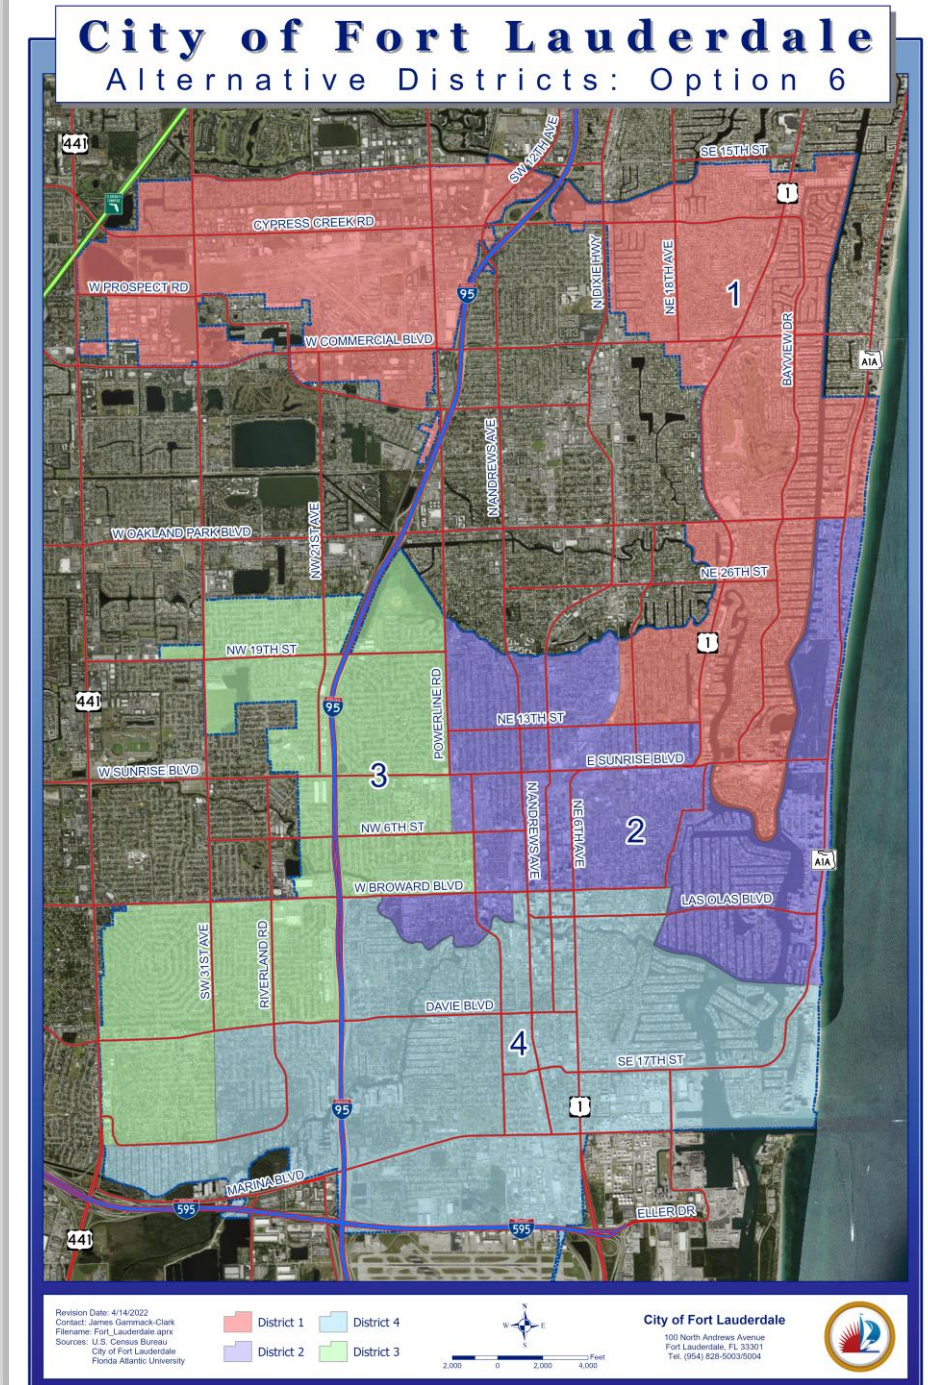 City of Fort Lauderdale
Alternative Districts: Option 6
441
SE 15TH ST
SW 12TH AVE
1
CYPRESS CREEK RD
N DIXIE HWY
NE 18TH AVE
W PROSPECT RD
95
1
W COMMERCIAL BLVD
BAYVIEW DR
A1A
N ANDREWS AVE
NW 21ST AVE
W OAKLAND PARK BLVD
NE 26TH ST
NW 19TH ST
1
441
95
POWERLINE RD
NE 13TH ST
W SUNRISE BLVD
E SUNRISE BLVD
3
N ANDREWS AVE
NE 6TH AVE
NW 6TH ST
2
A1A
W BROWARD BLVD
LAS OLAS BLVD
SW 31ST AVE
RIVERLAND RD
DAVIE BLVD
4
SE 17TH ST
95
1
MARINA BLVD
595
ELLER DR
441
595
Revision Date: 4/14/2022
Contact: James Gammack-Clark
Filename: Fort_Lauderdale.aprx
Sources: U.S. Census Bureau
City of Fort Lauderdale
Florida Atlantic University
District 1
District 4
District 2
District 3
N
W E
S
Feet
2,000 0 2,000 4,000
City of Fort Lauderdale
100 North Andrews Avenue
Fort Lauderdale, FL 33301
Tel. (954) 828-5003/5004